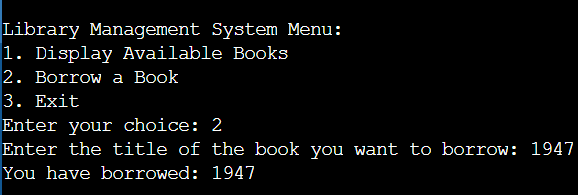 Library Management System Menu:
1. Display Available Books
2. Borrow a Book
3. Exit
Enter your choice: 2
Enter the title of the book you want to borrow: 1947
You have borrowed: 1947